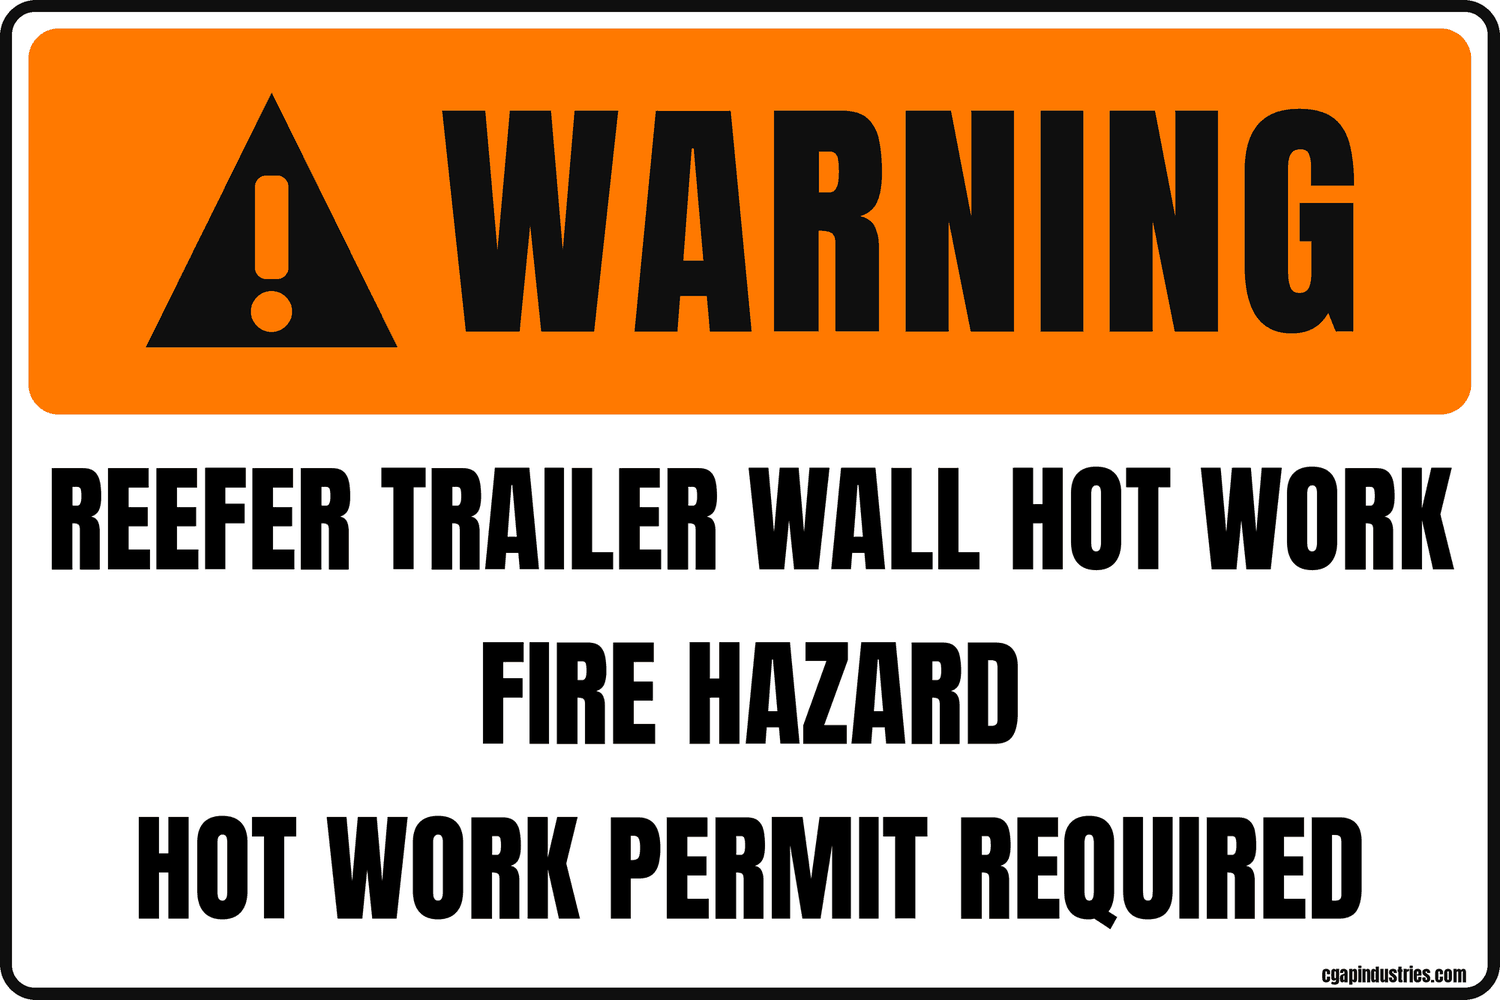 WARNING
REEFER TRAILER WALL HOT WORK
FIRE HAZARD
HOT WORK PERMIT REQUIRED
cgapindustries.com